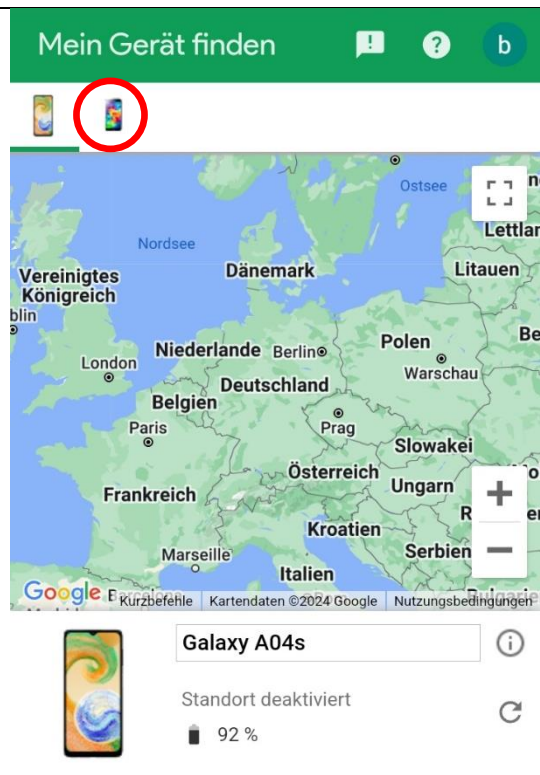 Mein Gerät finden
b
Ostsee
Nordsee
Lettlan
Vereinigtes
Königreich
Dänemark
Litauen
blin
London
Niederlande
Berlin
Polen
Be
Warschau
Deutschland
Belgien
Paris
Prag
Slowakei
Österreich
Ungarn
Frankreich
R
Kroatien
Serbien
Marseille
Italien
Google
Kurzbefehle Kartendaten ©2024 Google Nutzungsbedingungen
Galaxy A04s
Standort deaktiviert
92 %